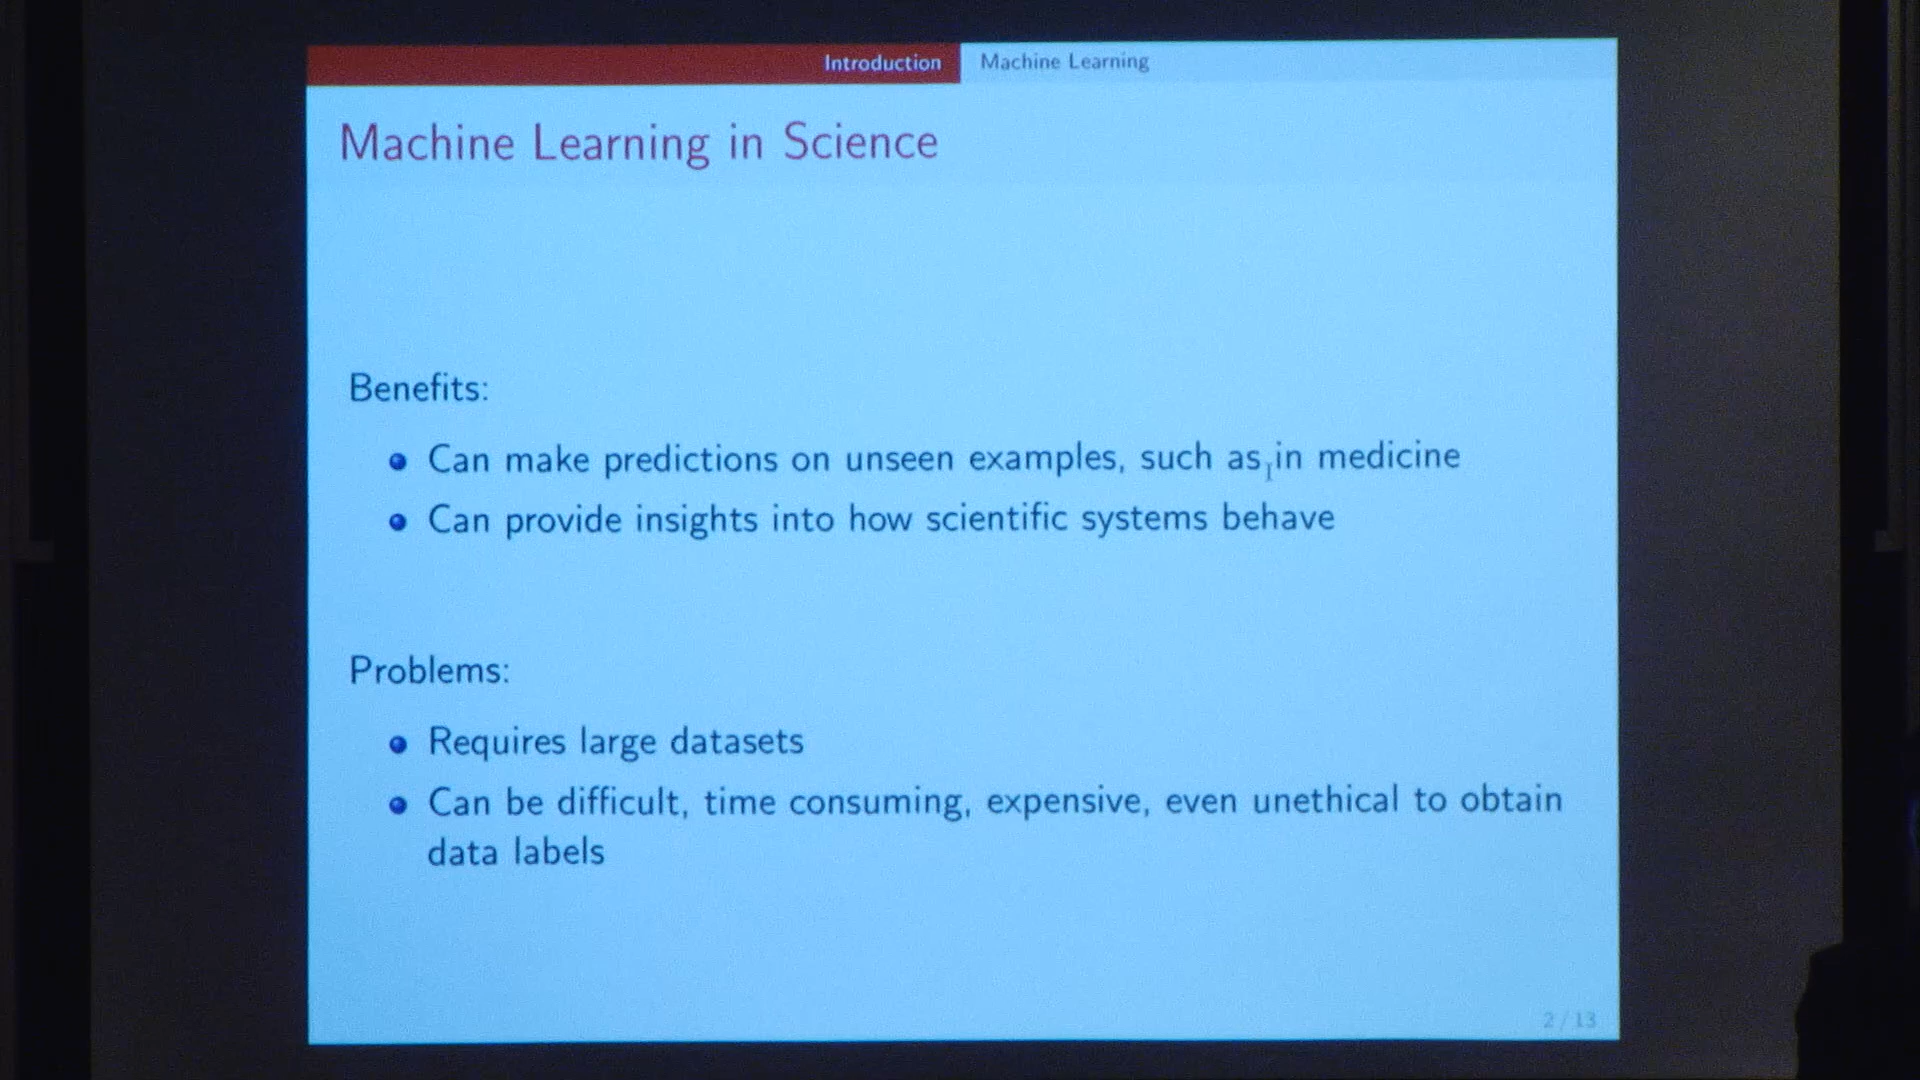 Introduction Machine Learning
Machine Learning in Science
Benefits:
Can make predictions on unseen examples, such as in medicine
Can provide insights into how scientific systems behave
Problems:
Requires large datasets
Can be difficult, time consuming, expensive, even unethical to obtain
data labels
2 / 13